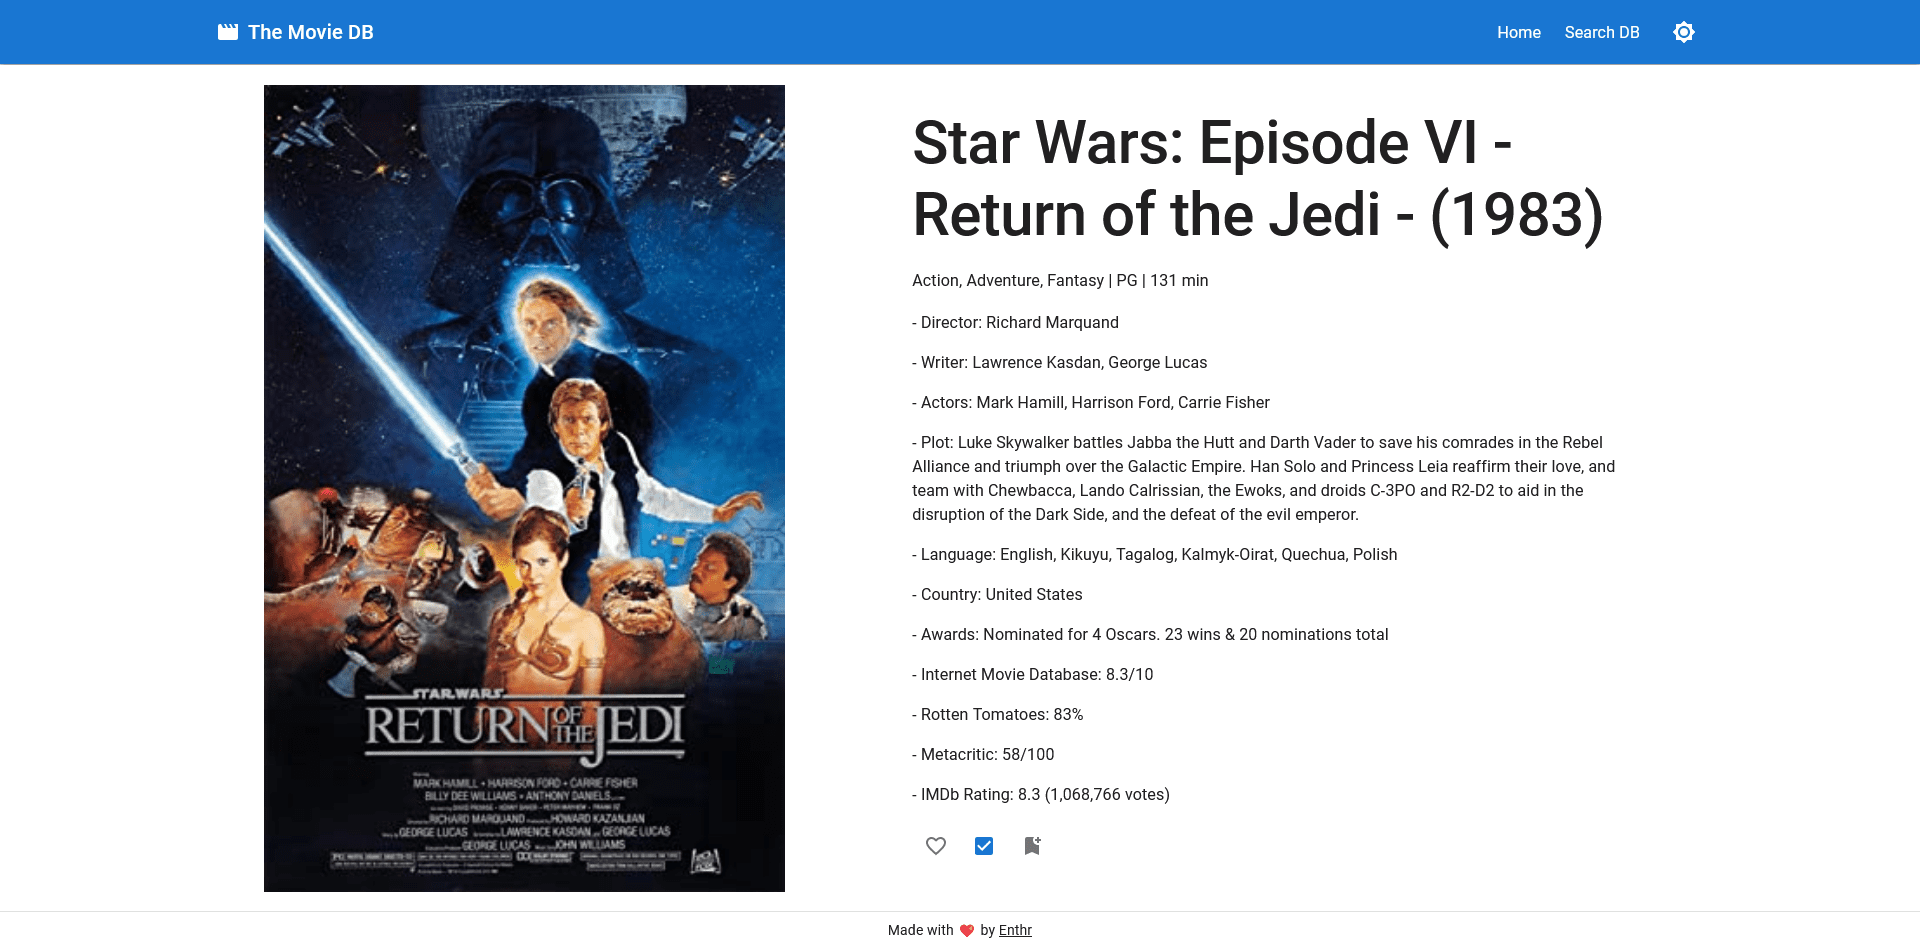 The Movie DB
Home
Search DB
Star Wars: Episode VI -
Return of the Jedi - (1983)
Action, Adventure, Fantasy | PG | 131 min
- Director: Richard Marquand
- Writer: Lawrence Kasdan, George Lucas
- Actors: Mark Hamill, Harrison Ford, Carrie Fisher
- Plot: Luke Skywalker battles Jabba the Hutt and Darth Vader to save his comrades in the Rebel
Alliance and triumph over the Galactic Empire. Han Solo and Princess Leia reaffirm their love, and
team with Chewbacca, Lando Calrissian, the Ewoks, and droids C-3PO and R2-D2 to aid in the
disruption of the Dark Side, and the defeat of the evil emperor.
- Language: English, Kikuyu, Tagalog, Kalmyk-Oirat, Quechua, Polish
- Country: United States
- Awards: Nominated for 4 Oscars. 23 wins & 20 nominations total
- Internet Movie Database: 8.3/10
- Rotten Tomatoes: 83%
- Metacritic: 58/100
- IMDb Rating: 8.3 (1,068,766 votes)
STAR WARS
RETURN OF THE JEDI
MARK HAMILL • HARRISON FORD • CARRIE FISHER
BILLY DEE WILLIAMS • ANTHONY DANIELS
RICHARD MARQUAND HOWARD KAZANJIAN
GEORGE LUCAS LAWRENCE KASDAN GEORGE LUCAS
GEORGE LUCAS JOHN WILLIAMS
Made with ❤ by Enthr